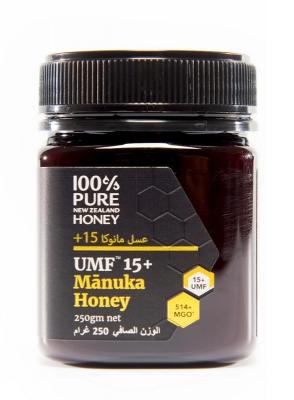 100% PURE
NEW ZEALAND
HONEY
عسل مانوكا 15+
UMF™ 15+
Mānuka
Honey
250gm net
الوزن الصافي 250 غرام
15+
UMF
514+
MGO